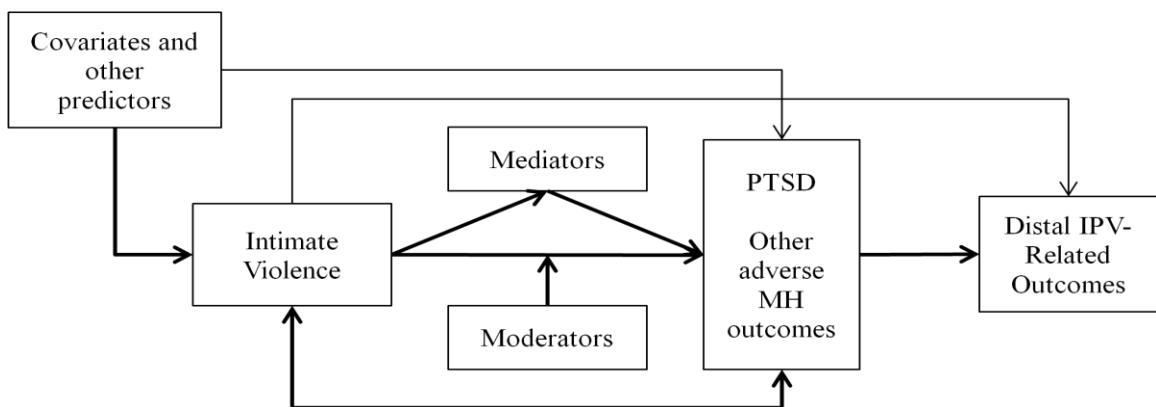 Covariates and
other
predictors
Mediators
Intimate
Violence
Moderators
PTSD
Other
adverse
MH
outcomes
Distal IPV-
Related
Outcomes